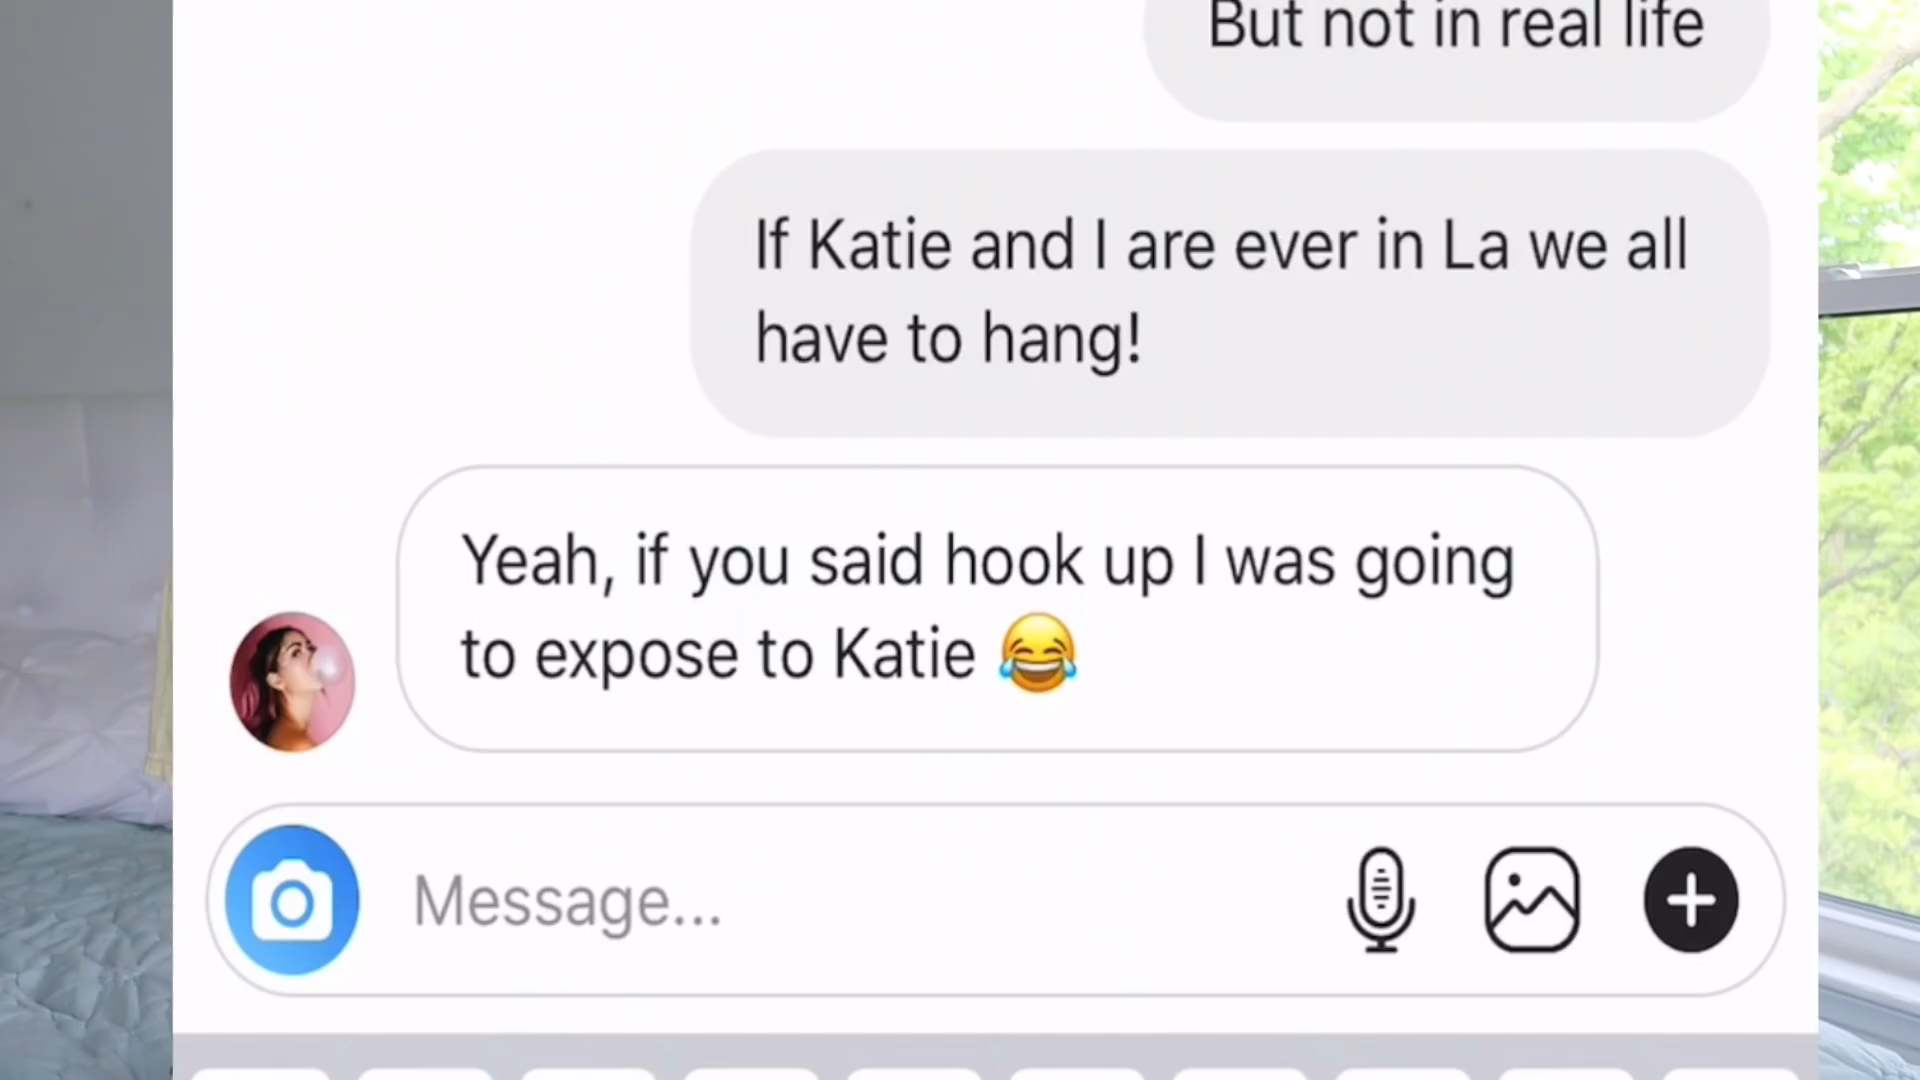 But not in real life
If Katie and I are ever in La we all
have to hang!
Yeah, if you said hook up I was going
to expose to Katie 😂
Message...